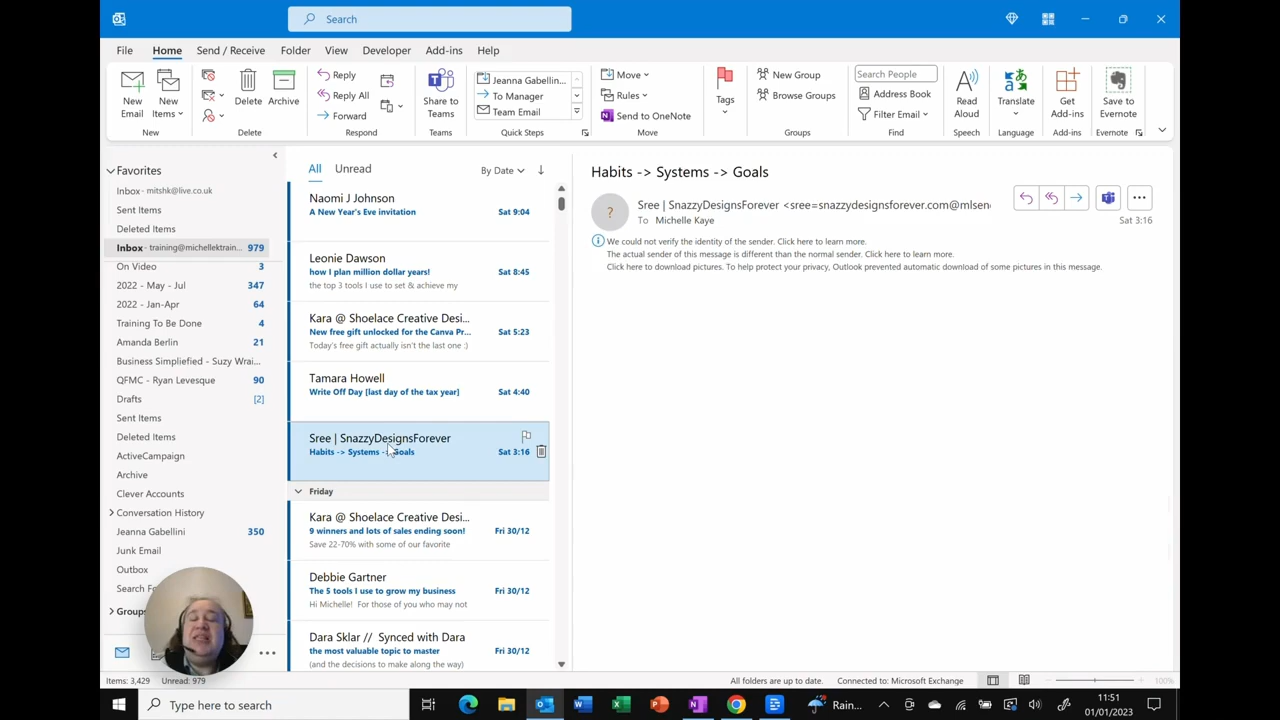 Search
File Home Send / Receive Folder View Developer Add-ins Help
New Email
New Items
New
Delete
Archive
Delete
Reply
Reply All
Forward
Respond
Share to Teams
Teams
Jeanna Gabellin...
To Manager
Team Email
Quick Steps
Move
Rules
Send to OneNote
Move
Tags
New Group
Browse Groups
Groups
Search People
Address Book
Filter Email
Find
Read Aloud
Speech
Translate
Language
Get Add-ins
Add-ins
Save to Evernote
Evernote
Favorites
Inbox - mitshk@live.co.uk
Sent Items
Deleted Items
Inbox - training@michellektrain... 979
On Video 3
2022 - May - Jul 347
2022 - Jan-Apr 64
Training To Be Done 4
Amanda Berlin 21
Business Simpliefied - Suzy Wrai...
QFMC - Ryan Levesque 90
Drafts [2]
Sent Items
Deleted Items
ActiveCampaign
Archive
Clever Accounts
Conversation History
Jeanna Gabellini 350
Junk Email
Outbox
Search Fo
Groups
All Unread By Date
Naomi J Johnson
A New Year's Eve invitation Sat 9:04
Leonie Dawson
how I plan million dollar years! Sat 8:45
the top 3 tools I use to set & achieve my
Kara @ Shoelace Creative Desi...
New free gift unlocked for the Canva Pr... Sat 5:23
Today's free gift actually isn't the last one :)
Tamara Howell
Write Off Day [last day of the tax year] Sat 4:40
Sree | SnazzyDesignsForever
Habits -> Systems -> Goals Sat 3:16
Friday
Kara @ Shoelace Creative Desi...
9 winners and lots of sales ending soon! Fri 30/12
Save 22-70% with some of our favorite
Debbie Gartner
The 5 tools I use to grow my business Fri 30/12
Hi Michelle! For those of you who may not
Dara Sklar // Synced with Dara
the most valuable topic to master Fri 30/12
(and the decisions to make along the way)
Habits -> Systems -> Goals
?
Sree | SnazzyDesignsForever <sree=snazzydesignsforever.com@mlsend
To Michelle Kaye
Sat 3:16
We could not verify the identity of the sender. Click here to learn more.
The actual sender of this message is different than the normal sender. Click here to learn more.
Click here to download pictures. To help protect your privacy, Outlook prevented automatic download of some pictures in this message.
Items: 3,429 Unread: 979 All folders are up to date. Connected to: Microsoft Exchange 100%
Type here to search Rain... 11:51
01/01/2023